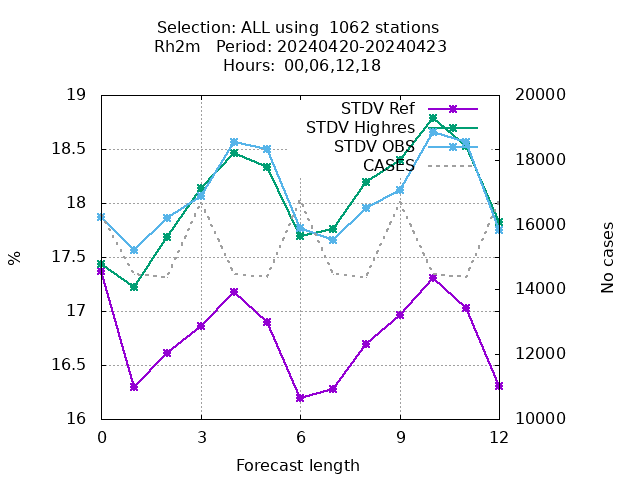 Selection: ALL using  1062 stations
Rh2m   Period: 20240420-20240423
Hours:  00,06,12,18
19
18.5
18
17.5
17
16.5
16
20000
18000
16000
14000
12000
10000
STDV Ref
STDV Highres
STDV OBS
CASES
%
No cases
0
3
6
9
12
Forecast length